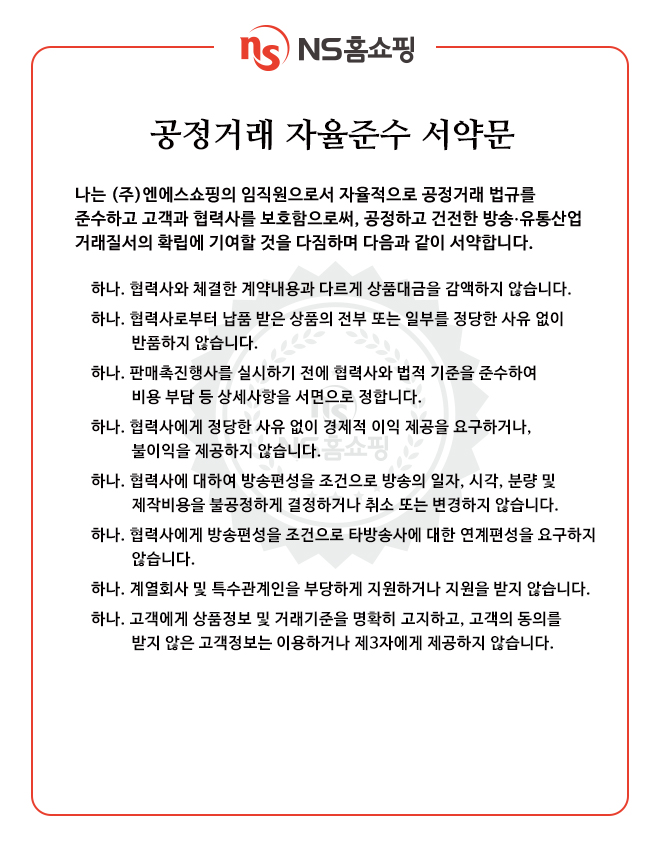 ns NS홈쇼핑
공정거래 자율준수 서약문
나는 (주)엔에스쇼핑의 임직원으로서 자율적으로 공정거래 법규를
준수하고 고객과 협력사를 보호함으로써, 공정하고 건전한 방송·유통산업
거래질서의 확립에 기여할 것을 다짐하며 다음과 같이 서약합니다.
하나. 협력사와 체결한 계약내용과 다르게 상품대금을 감액하지 않습니다.
하나. 협력사로부터 납품 받은 상품의 전부 또는 일부를 정당한 사유 없이
반품하지 않습니다.
하나. 판매촉진행사를 실시하기 전에 협력사와 법적 기준을 준수하여
비용 부담 등 상세사항을 서면으로 정합니다.
하나. 협력사에게 정당한 사유 없이 경제적 이익 제공을 요구하거나,
불이익을 제공하지 않습니다.
하나. 협력사에 대하여 방송편성을 조건으로 방송의 일자, 시각, 분량 및
제작비용을 불공정하게 결정하거나 취소 또는 변경하지 않습니다.
하나. 협력사에게 방송편성을 조건으로 타방송사에 대한 연계편성을 요구하지
않습니다.
하나. 계열회사 및 특수관계인을 부당하게 지원하거나 지원을 받지 않습니다.
하나. 고객에게 상품정보 및 거래기준을 명확히 고지하고, 고객의 동의를
받지 않은 고객정보는 이용하거나 제3자에게 제공하지 않습니다.
ns
NS홈쇼핑